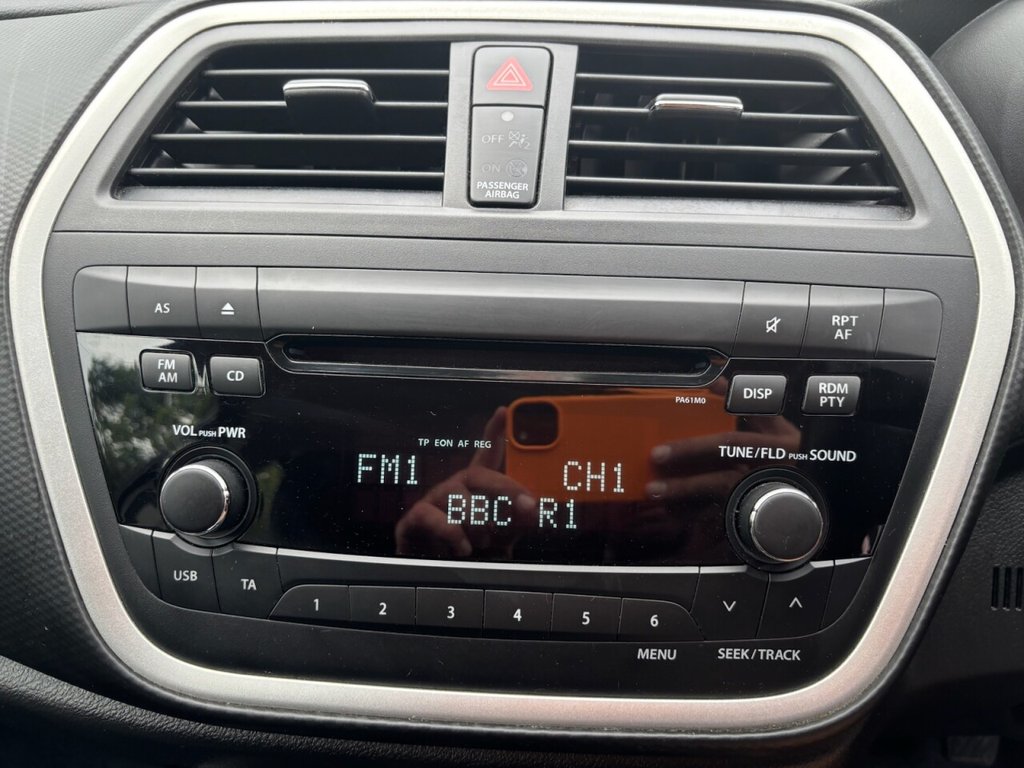 OFF 2
ON
PASSENGER
AIRBAG
AS
RPT
AF
FM
AM
CD
DISP
RDM
PTY
PA61M0
VOL PUSH PWR
TUNE/FLD PUSH SOUND
TP EON AF REG
FM1 CH1
BBC R1
USB
TA
1 2 3 4 5 6
MENU
SEEK/TRACK